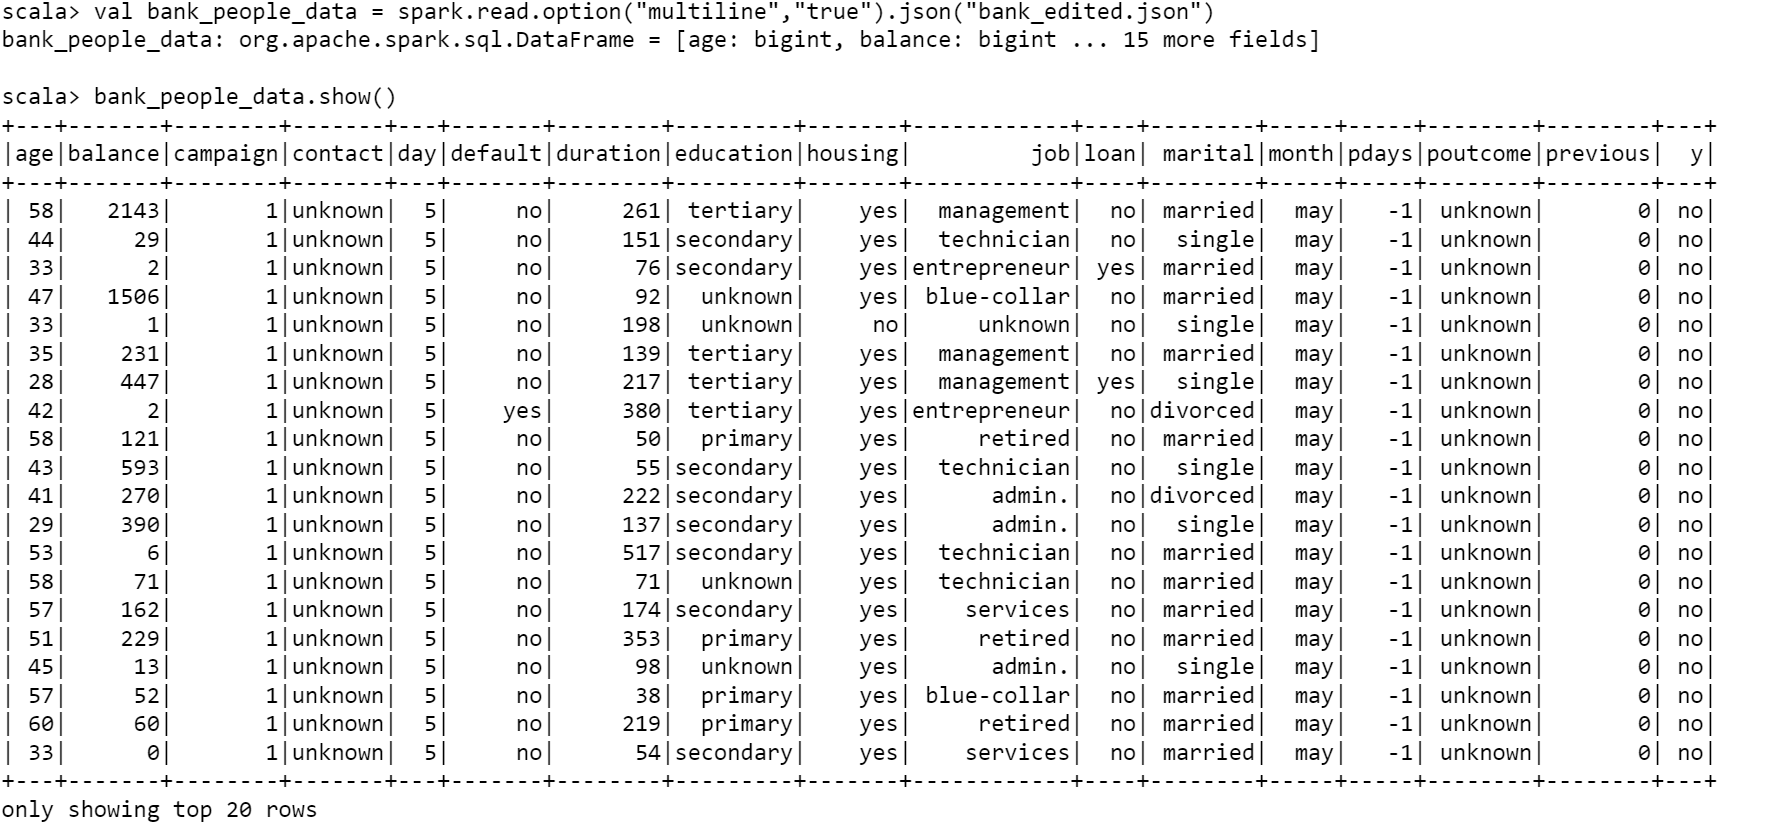 scala> val bank_people_data = spark.read.option("multiline","true").json("bank_edited.json")
bank_people_data: org.apache.spark.sql.DataFrame = [age: bigint, balance: bigint ... 15 more fields]
scala> bank_people_data.show()
+---+-------+--------+-------+---+-------+--------+---------+-------+------------+----+--------+-----+-----+--------+--------+---+
|age|balance|campaign|contact|day|default|duration|education|housing|         job|loan| marital|month|pdays|poutcome|previous|  y|
+---+-------+--------+-------+---+-------+--------+---------+-------+------------+----+--------+-----+-----+--------+--------+---+
| 58|   2143|       1|unknown|  5|     no|     261| tertiary|    yes|  management|  no| married|  may|   -1| unknown|       0| no|
| 44|     29|       1|unknown|  5|     no|     151|secondary|    yes|  technician|  no|  single|  may|   -1| unknown|       0| no|
| 33|      2|       1|unknown|  5|     no|      76|secondary|    yes|entrepreneur| yes| married|  may|   -1| unknown|       0| no|
| 47|   1506|       1|unknown|  5|     no|      92|  unknown|    yes| blue-collar|  no| married|  may|   -1| unknown|       0| no|
| 33|      1|       1|unknown|  5|     no|     198|  unknown|     no|     unknown|  no|  single|  may|   -1| unknown|       0| no|
| 35|    231|       1|unknown|  5|     no|     139| tertiary|    yes|  management|  no| married|  may|   -1| unknown|       0| no|
| 28|    447|       1|unknown|  5|     no|     217| tertiary|    yes|  management| yes|  single|  may|   -1| unknown|       0| no|
| 42|      2|       1|unknown|  5|    yes|     380| tertiary|    yes|entrepreneur|  no|divorced|  may|   -1| unknown|       0| no|
| 58|    121|       1|unknown|  5|     no|      50|  primary|    yes|     retired|  no| married|  may|   -1| unknown|       0| no|
| 43|    593|       1|unknown|  5|     no|      55|secondary|    yes|  technician|  no|  single|  may|   -1| unknown|       0| no|
| 41|    270|       1|unknown|  5|     no|     222|secondary|    yes|      admin.|  no|divorced|  may|   -1| unknown|       0| no|
| 29|    390|       1|unknown|  5|     no|     137|secondary|    yes|      admin.|  no|  single|  may|   -1| unknown|       0| no|
| 53|      6|       1|unknown|  5|     no|     517|secondary|    yes|  technician|  no| married|  may|   -1| unknown|       0| no|
| 58|     71|       1|unknown|  5|     no|      71|  unknown|    yes|  technician|  no| married|  may|   -1| unknown|       0| no|
| 57|    162|       1|unknown|  5|     no|     174|secondary|    yes|    services|  no| married|  may|   -1| unknown|       0| no|
| 51|    229|       1|unknown|  5|     no|     353|  primary|    yes|     retired|  no| married|  may|   -1| unknown|       0| no|
| 45|     13|       1|unknown|  5|     no|      98|  unknown|    yes|      admin.|  no|  single|  may|   -1| unknown|       0| no|
| 57|     52|       1|unknown|  5|     no|      38|  primary|    yes| blue-collar|  no| married|  may|   -1| unknown|       0| no|
| 60|     60|       1|unknown|  5|     no|     219|  primary|    yes|     retired|  no| married|  may|   -1| unknown|       0| no|
| 33|      0|       1|unknown|  5|     no|      54|secondary|    yes|    services|  no| married|  may|   -1| unknown|       0| no|
+---+-------+--------+-------+---+-------+--------+---------+-------+------------+----+--------+-----+-----+--------+--------+---+
only showing top 20 rows